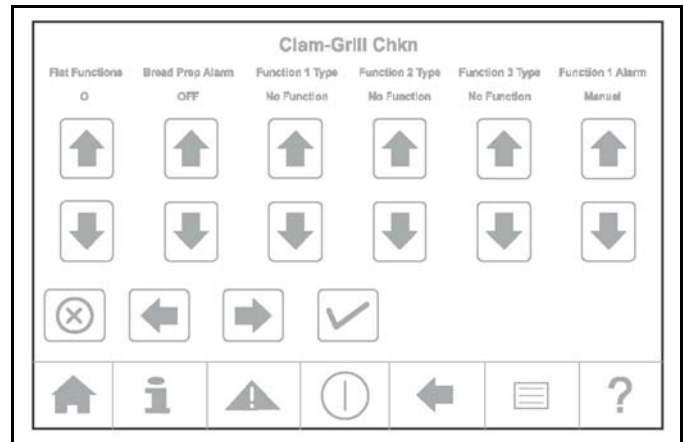 Clam-Grill Chkn
Flat Functions Bread Prep Alarm Function 1 Type Function 2 Type Function 3 Type Function 1 Alarm
0 OFF No Function No Function No Function Manual
i ! ?